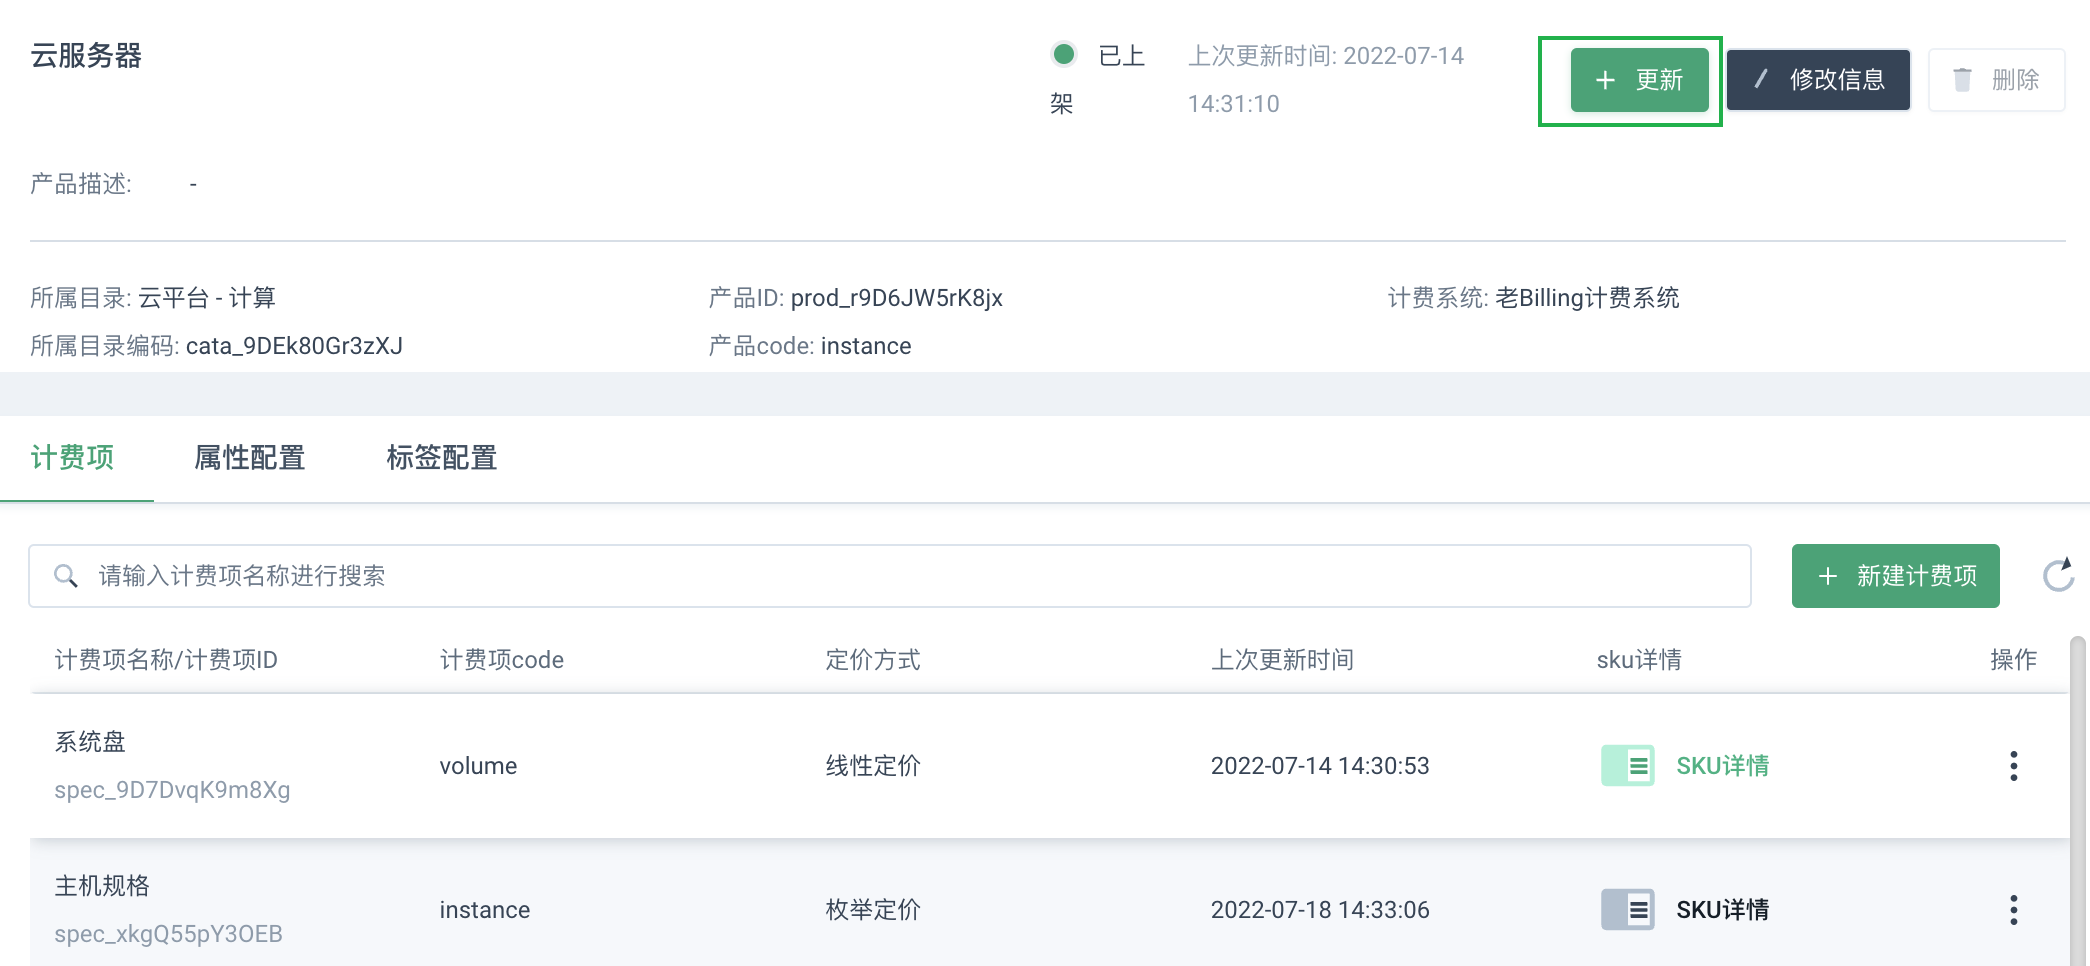 云服务器
已上架
上次更新时间: 2022-07-14 14:31:10
更新
修改信息
删除
产品描述: -
所属目录: 云平台 - 计算
产品ID: prod_r9D6JW5rK8jx
计费系统: 老Billing计费系统
所属目录编码: cata_9DEk80Gr3zXJ
产品code: instance
计费项 属性配置 标签配置
请输入计费项名称进行搜索
新建计费项
计费项名称/计费项ID 计费项code 定价方式 上次更新时间 sku详情 操作
系统盘
spec_9D7DvqK9m8Xg
volume 线性定价 2022-07-14 14:30:53 SKU详情
主机规格
spec_xkgQ55pY3OEB
instance 枚举定价 2022-07-18 14:33:06 SKU详情